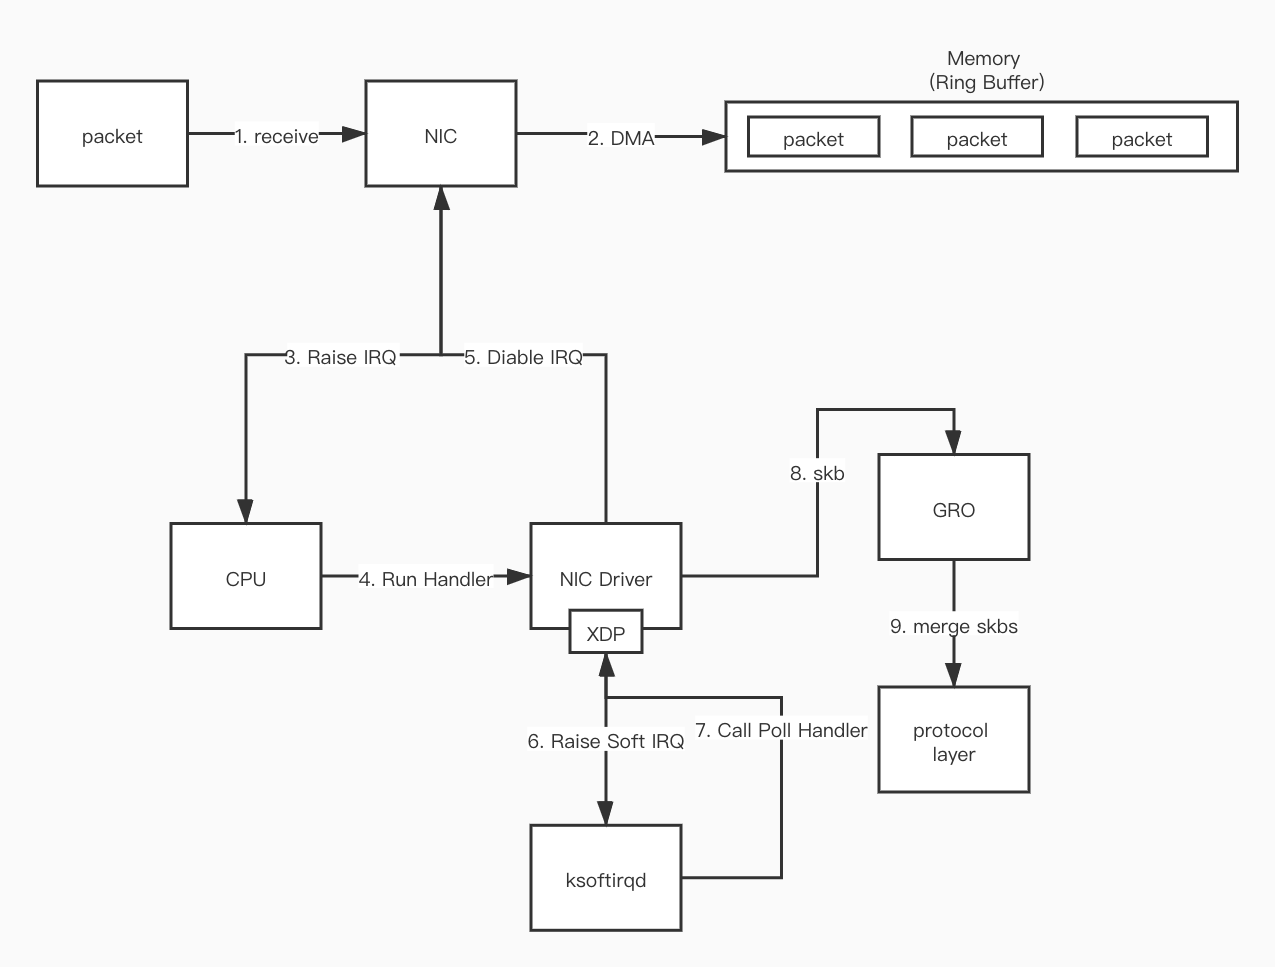 Memory
(Ring Buffer)
packet
1. receive
NIC
2. DMA
packet
packet
packet
3. Raise IRQ
5. Diable IRQ
8. skb
GRO
CPU
4. Run Handler
NIC Driver
XDP
9. merge skbs
6. Raise Soft IRQ
7. Call Poll Handler
protocol
layer
ksoftirqd